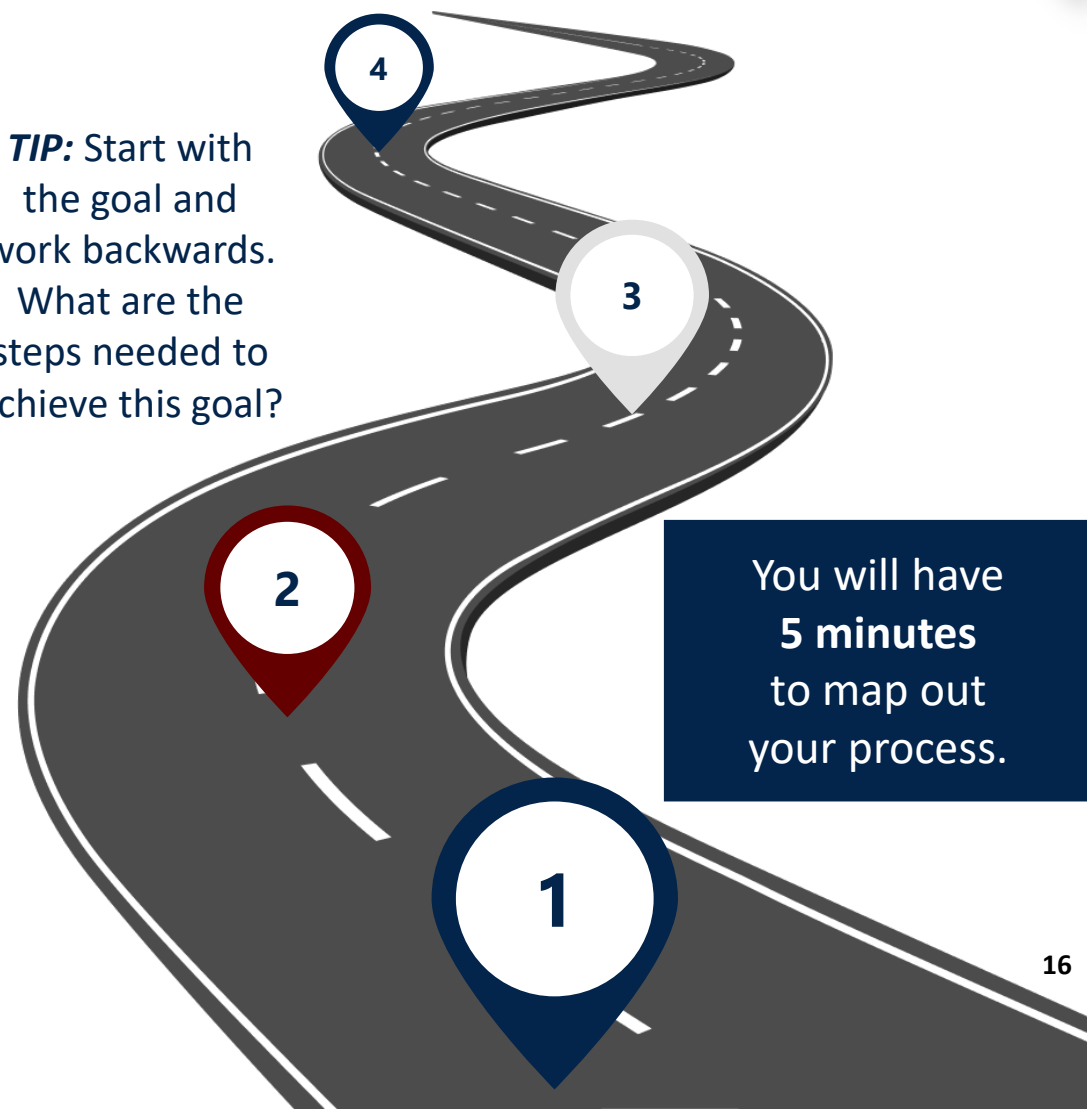 4
TIP: Start with
the goal and
work backwards.
What are the
steps needed to
chieve this goal?
3
2
You will have
5 minutes
to map out
your process.
1
16